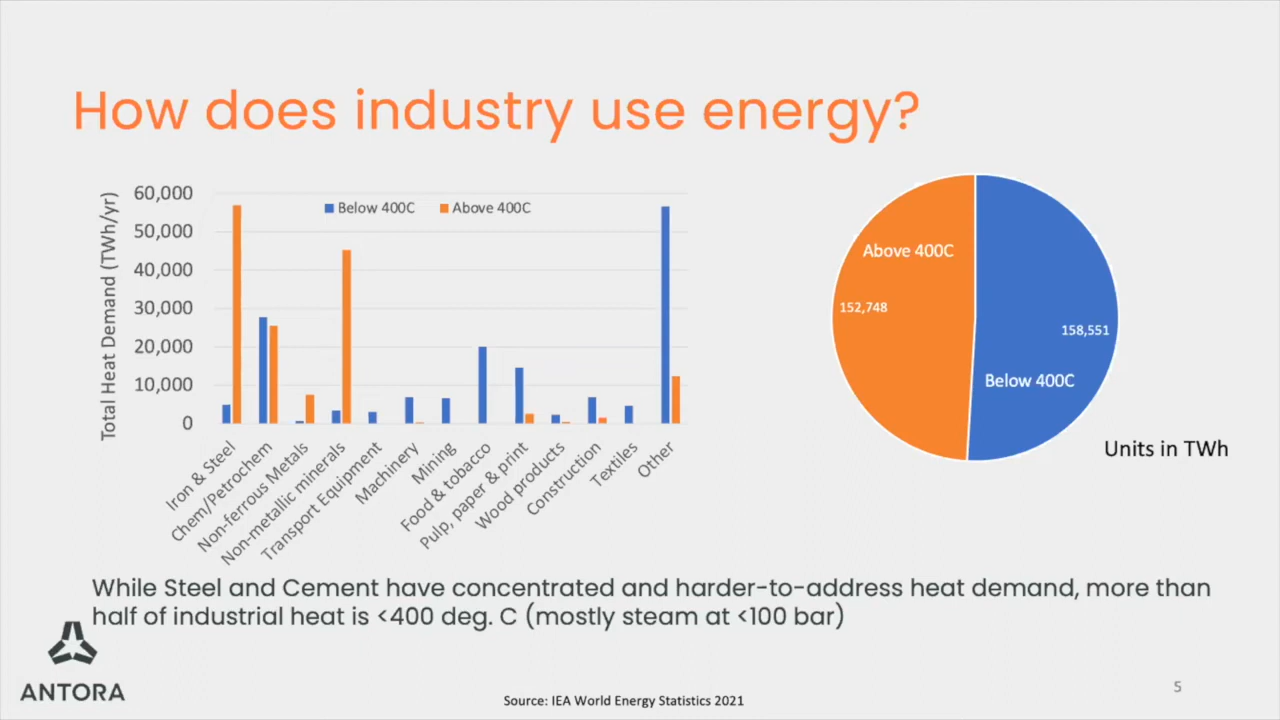 How does industry use energy?
Total Heat Demand (TWh/yr)
60,000
50,000
40,000
30,000
20,000
10,000
0
Below 400C
Above 400C
Iron & Steel
Chem/Petrochem
Non-ferrous Metals
Non-metallic minerals
Transport Equipment
Machinery
Mining
Food & tobacco
Pulp, paper & print
Wood products
Construction
Textiles
Other
Above 400C
152,748
158,551
Below 400C
Units in TWh
While Steel and Cement have concentrated and harder-to-address heat demand, more than
half of industrial heat is <400 deg. C (mostly steam at <100 bar)
ANTORA
Source: IEA World Energy Statistics 2021
5